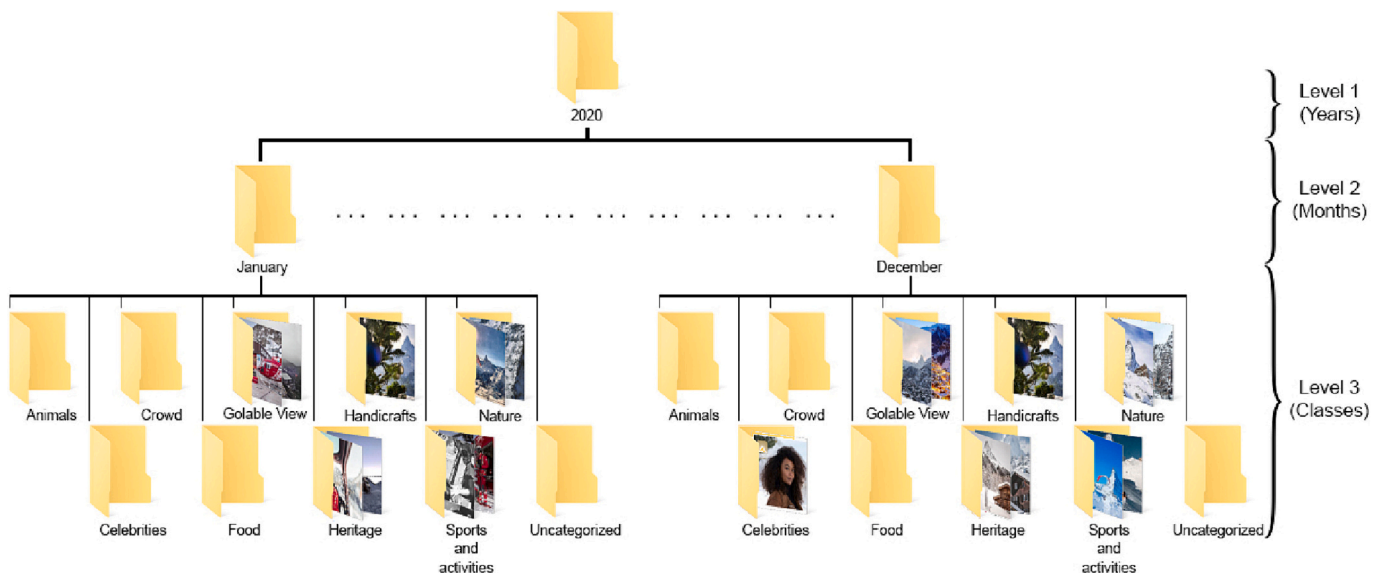 2020
Level 1
(Years)
... ... ... ... ... ... ... ... ... ...
January
December
Level 2
(Months)
Animals
Crowd
Golable View
Handicrafts
Nature
Animals
Crowd
Golable View
Handicrafts
Nature
Level 3
(Classes)
Celebrities
Food
Heritage
Sports
and
activities
Uncategorized
Celebrities
Food
Heritage
Sports
and
activities
Uncategorized